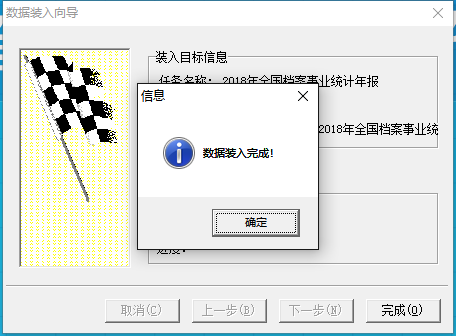 数据装入向导
装入目标信息
任务名称： 2018年全国档案事业统计年报
信息
2018年全国档案事业统
数据装入完成！
确定
进度：
取消(C)
上一步(B)
下一步(N)
完成(Q)